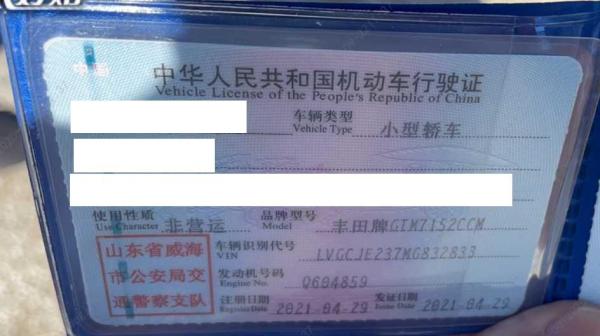 中华人民共和国机动车行驶证
Vehicle License of the People's Republic of China
车辆类型 小型轿车
Vehicle Type
使用性质 非营运 品牌型号 丰田牌GTM7152CCM
Use Character Model
山东省威海
市公安局交
通警察支队
车辆识别代号 LVGCJE237MG832833
VIN
发动机号码 Q604859
Engine No.
注册日期 2021-04-29 发证日期 2021-04-29
Register Date Issue Date